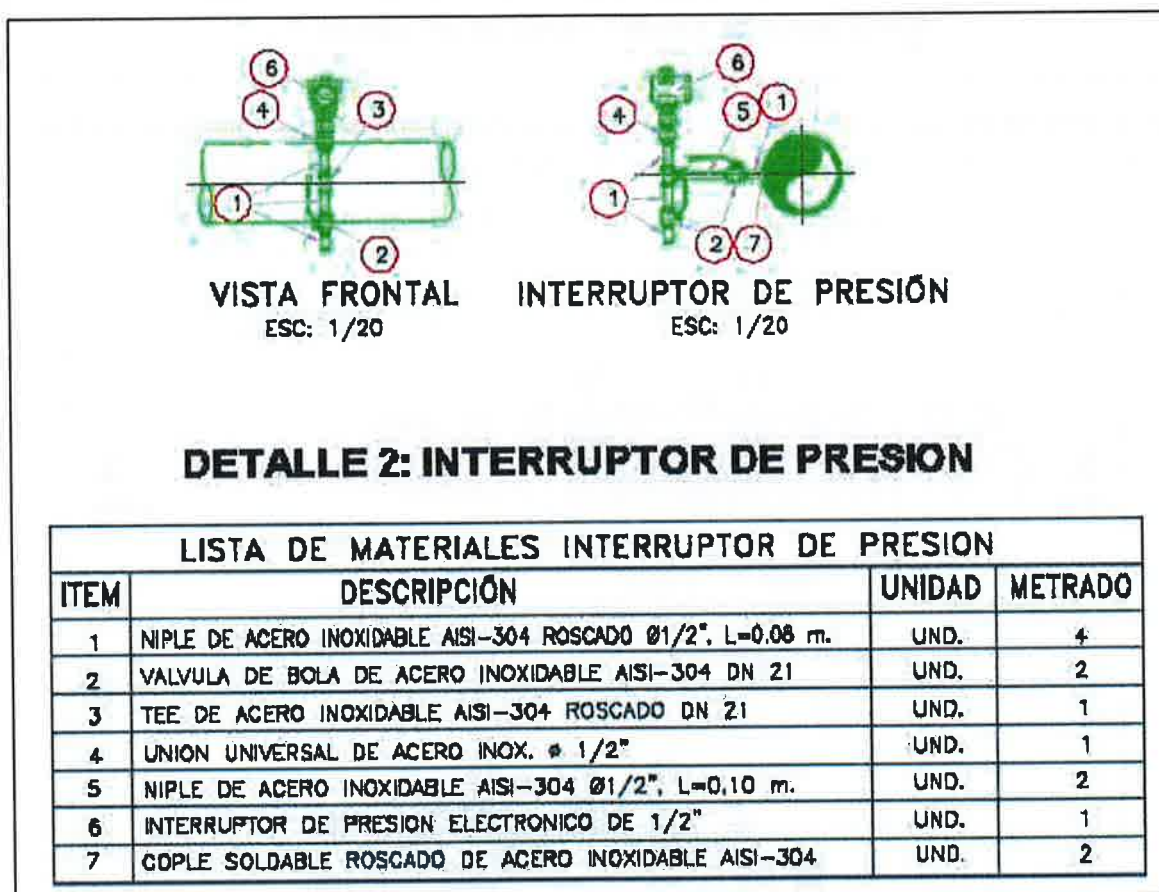 6
4
3
1
2
VISTA FRONTAL
ESC: 1/20
6
4
5
1
1
2
7
INTERRUPTOR DE PRESIÓN
ESC: 1/20
DETALLE 2: INTERRUPTOR DE PRESION
LISTA DE MATERIALES INTERRUPTOR DE PRESION
ITEM DESCRIPCIÓN UNIDAD METRADO
1 NIPLE DE ACERO INOXIDABLE AISI-304 ROSCADO Ø1/2", L=0.08 m. UND. 4
2 VALVULA DE BOLA DE ACERO INOXIDABLE AISI-304 DN 21 UND. 2
3 TEE DE ACERO INOXIDABLE AISI-304 ROSCADO DN 21 UND. 1
4 UNION UNIVERSAL DE ACERO INOX. ø 1/2" UND. 1
5 NIPLE DE ACERO INOXIDABLE AISI-304 Ø1/2", L=0.10 m. UND. 2
6 INTERRUPTOR DE PRESION ELECTRONICO DE 1/2" UND. 1
7 COPLE SOLDABLE ROSCADO DE ACERO INOXIDABLE AISI-304 UND. 2